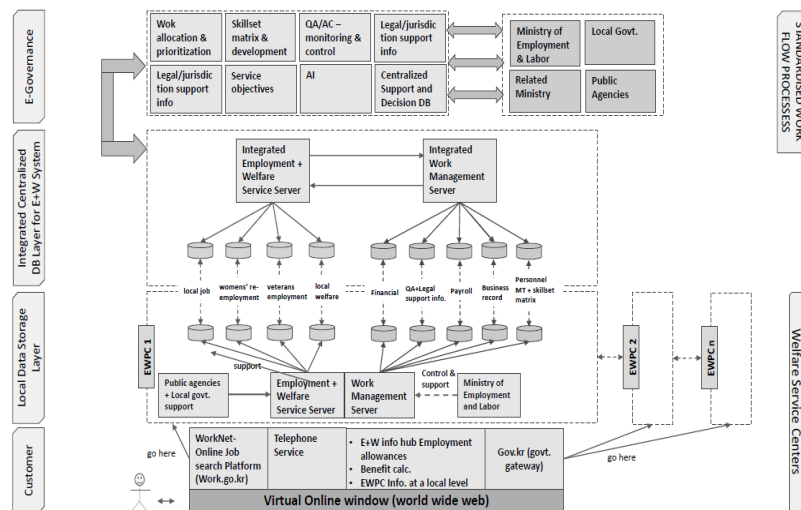 E-Governance
Wok
allocation &
prioritization
Skillset
matrix &
development
QA/AC –
monitoring &
control
Legal/jurisdic
tion support
info
Legal/jurisdic
tion support
info
Service
objectives
AI
Centralized
Support and
Decision DB
Ministry of
Employment
& Labor
Local Govt.
Related
Ministry
Public
Agencies
STANDARDISED WORK
FLOW PROCESSESS
Integrated Centralized
DB Layer for E+W System
Integrated
Employment +
Welfare
Service Server
Integrated
Work
Management
Server
local job
womens' re-
employment
veterans
employment
local
welfare
Financial
QA+Legal
support info.
Payroll
Business
record
Personnel
MT + skillset
matrix
Local Data Storage
Layer
EWPC 1
EWPC 2
EWPC n
Welfare Service Centers
support
Public agencies
+ Local govt.
support
Employment +
Welfare
Service Server
Work
Management
Server
Control &
support
Ministry of
Employment
and Labor
Customer
go here
WorkNet-
Online Job
search Platform
(Work.go.kr)
Telephone
Service
• E+W info hub Employment
allowances
• Benefit calc.
• EWPC Info. at a local level
Gov.kr (govt.
gateway)
go here
Virtual Online window (world wide web)